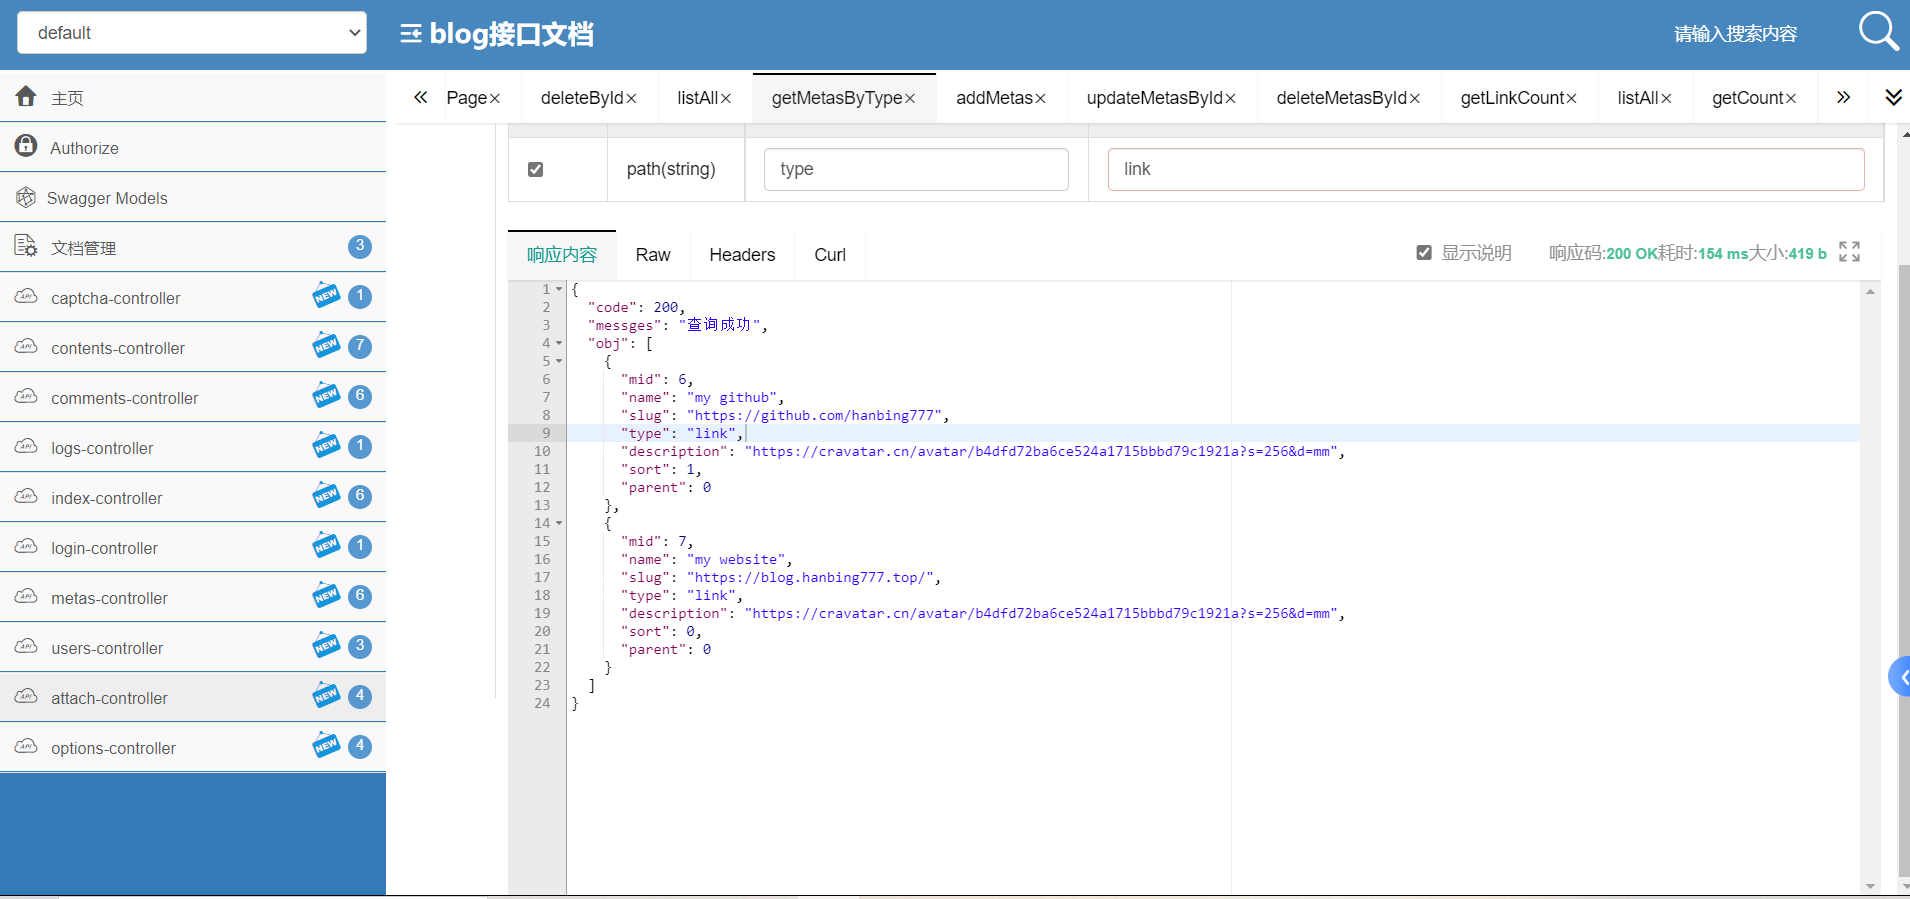 default
blog接口文档
请输入搜索内容
主页
Authorize
Swagger Models
文档管理 3
captcha-controller NEW 1
contents-controller NEW 7
comments-controller NEW 6
logs-controller NEW 1
index-controller NEW 6
login-controller NEW 1
metas-controller NEW 6
users-controller NEW 3
attach-controller NEW 4
options-controller NEW 4
Page× deleteById× listAll× getMetasByType× addMetas× updateMetasById× deleteMetasById× getLinkCount× listAll× getCount×
path(string) type link
响应内容 Raw Headers Curl 显示说明 响应码:200 OK耗时:154 ms大小:419 b
1 {
2 "code": 200,
3 "messges": "查询成功",
4 "obj": [
5 {
6 "mid": 6,
7 "name": "my github",
8 "slug": "https://github.com/hanbing777",
9 "type": "link",
10 "description": "https://cravatar.cn/avatar/b4dfd72ba6ce524a1715bbbd79c1921a?s=256&d=mm",
11 "sort": 1,
12 "parent": 0
13 },
14 {
15 "mid": 7,
16 "name": "my website",
17 "slug": "https://blog.hanbing777.top/",
18 "type": "link",
19 "description": "https://cravatar.cn/avatar/b4dfd72ba6ce524a1715bbbd79c1921a?s=256&d=mm",
20 "sort": 0,
21 "parent": 0
22 }
23 ]
24 }